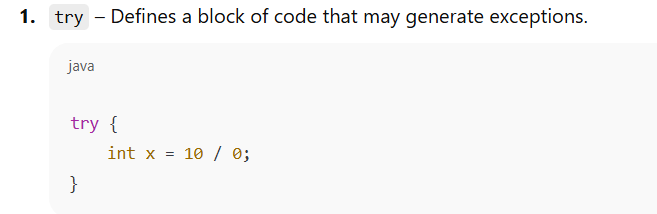 1. try – Defines a block of code that may generate exceptions.
java
try {
    int x = 10 / 0;
}